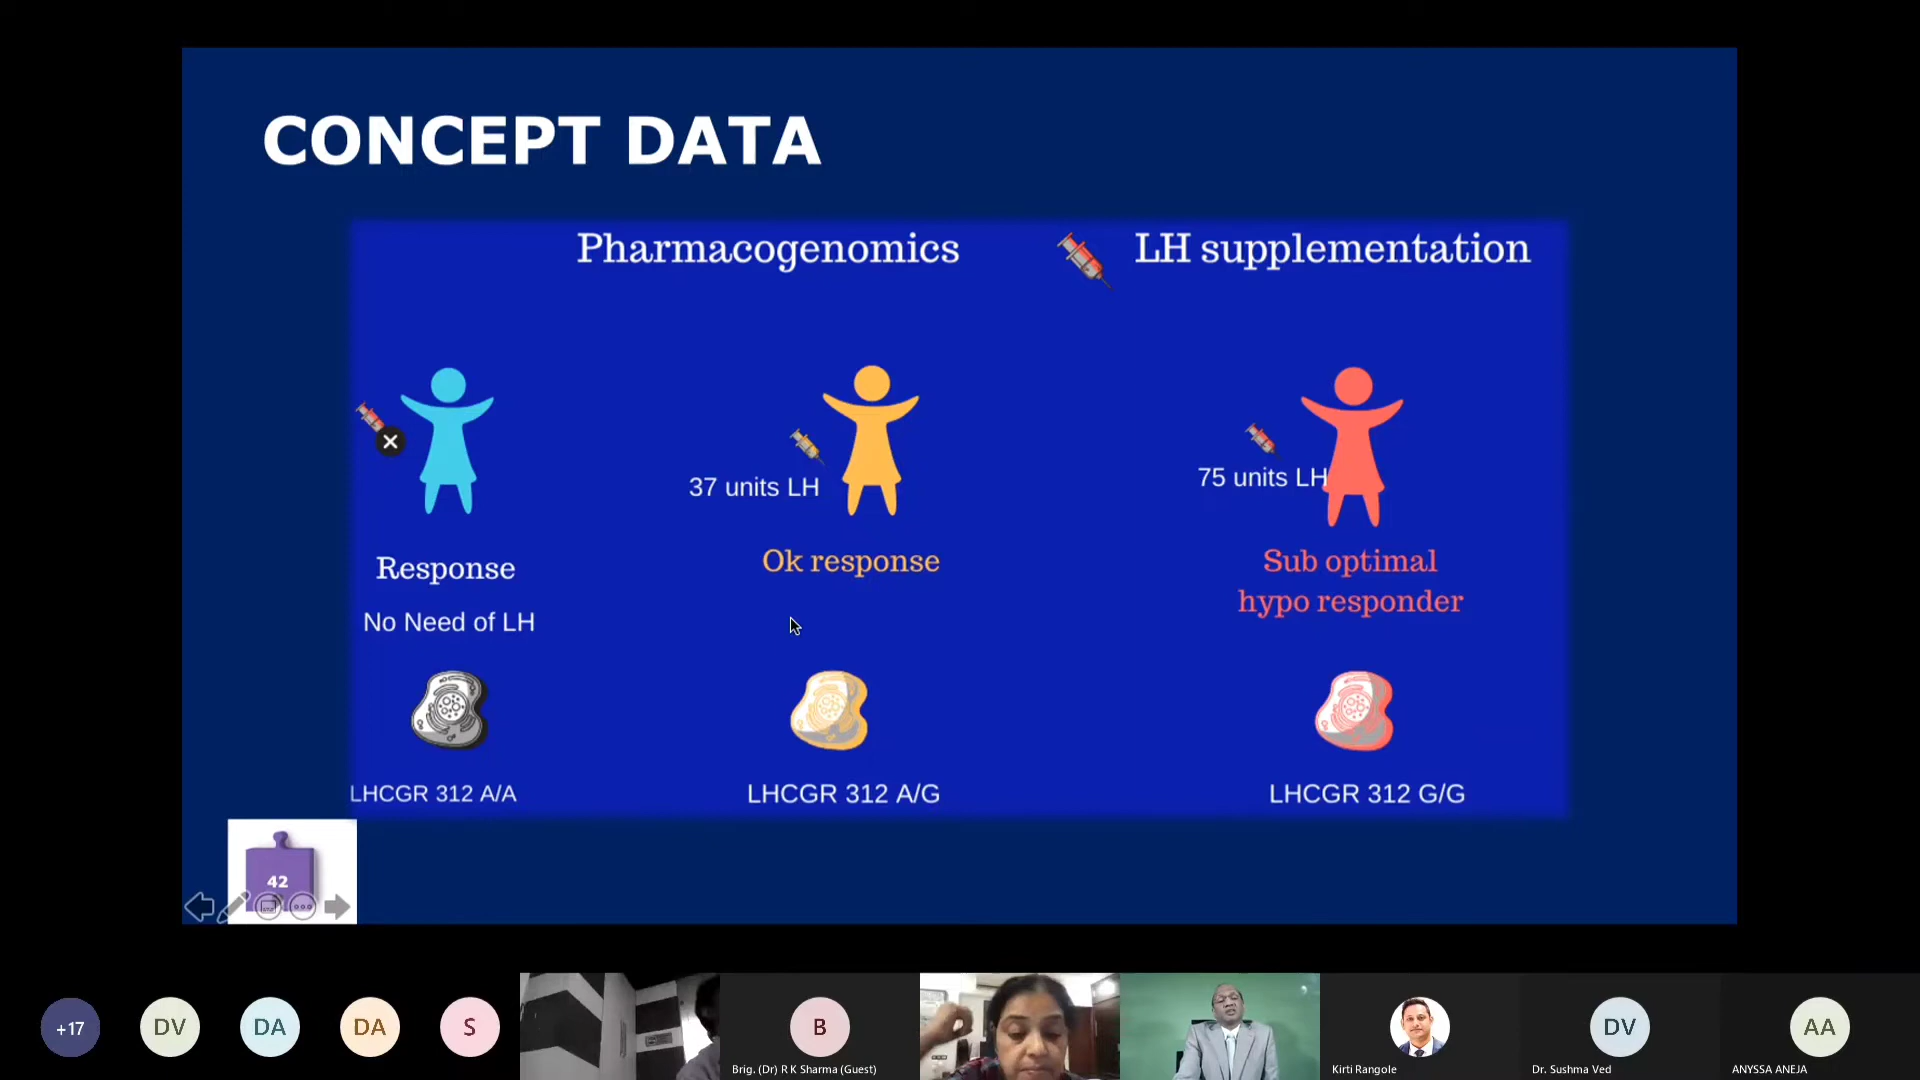 CONCEPT DATA
Pharmacogenomics
LH supplementation
37 units LH
75 units LH
Response
No Need of LH
Ok response
Sub optimal
hypo responder
LHCGR 312 A/A
LHCGR 312 A/G
LHCGR 312 G/G
42
+17
DV
DA
DA
S
B
Brig. (Dr) R K Sharma (Guest)
Kirti Rangole
DV
Dr. Sushma Ved
AA
ANYSSA ANEJA